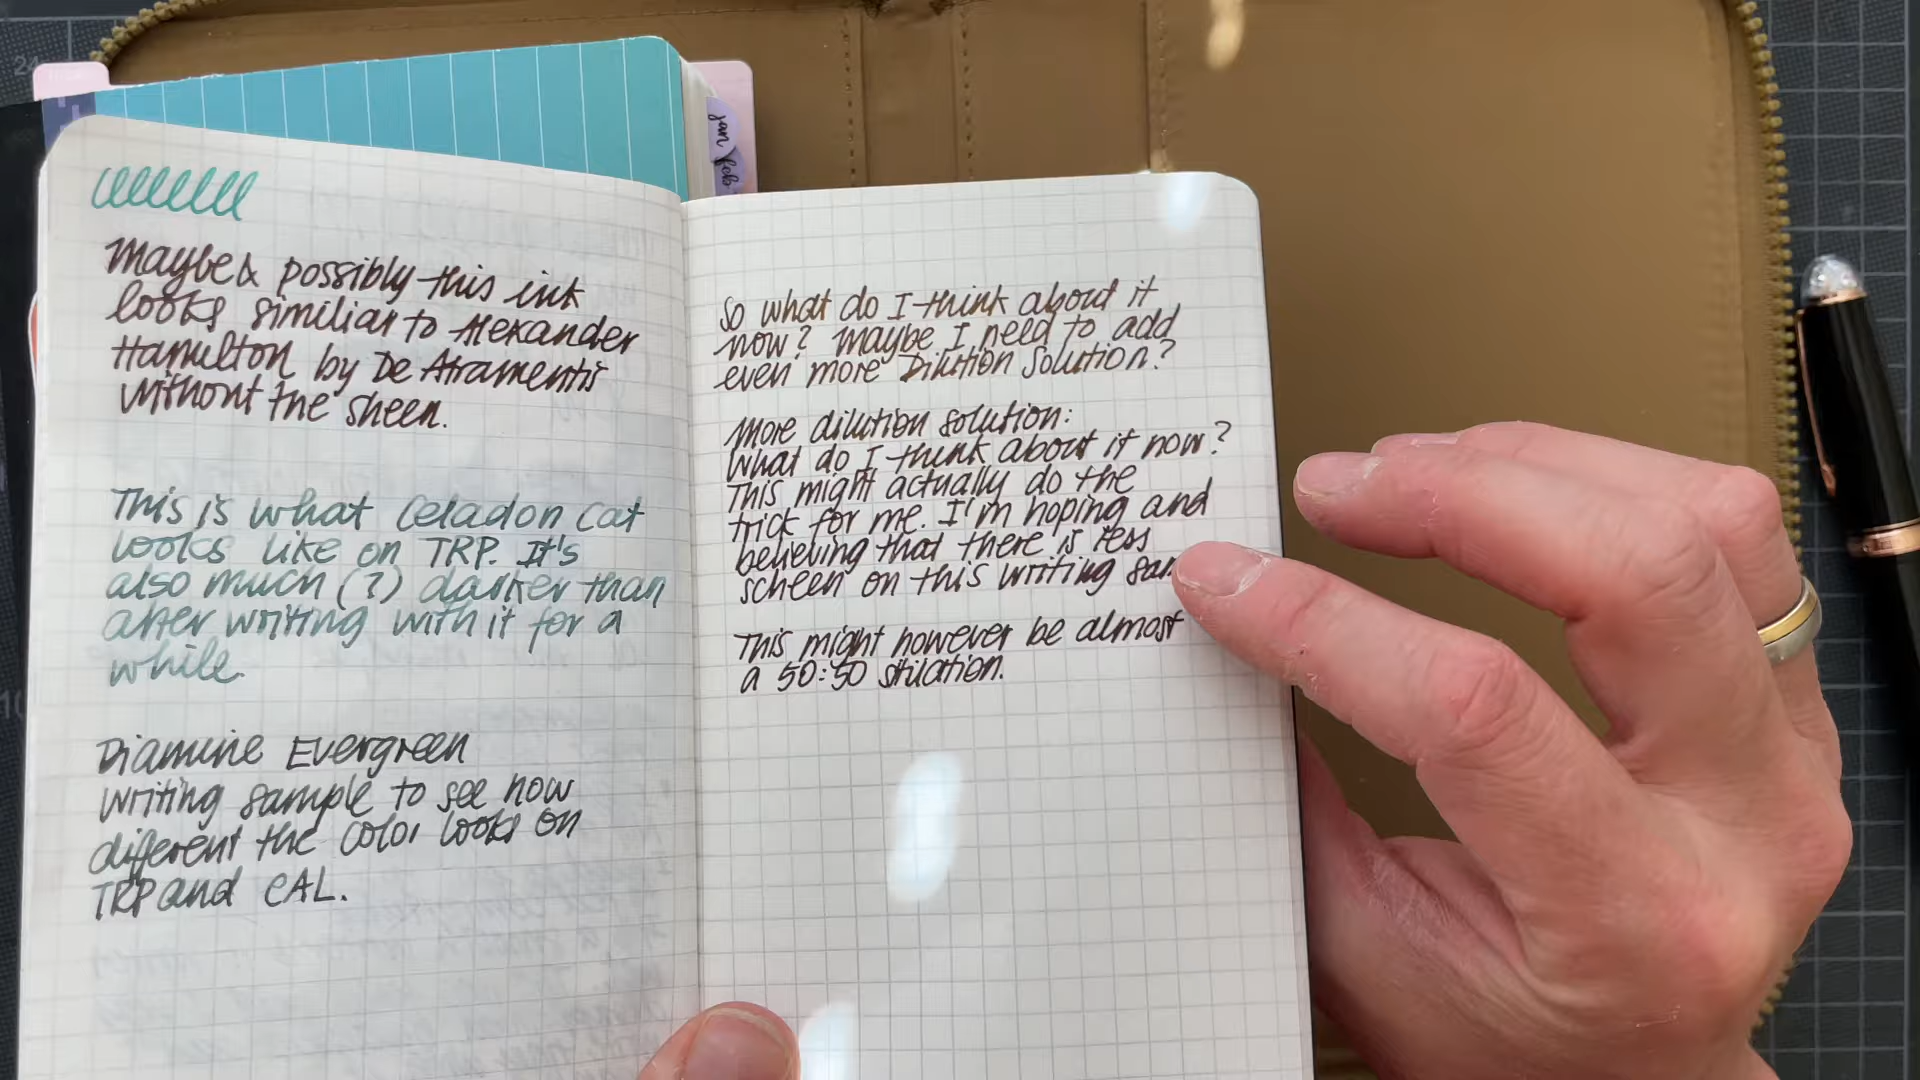 24
jan
feb
Maybe & possibly this ink
looks similiar to Alexander
Hamilton by De Atramentis
without the sheen.
This is what Celadon Cat
looks like on TRP. It's
also much (?) darker than
after writing with it for a
while.
Diamine Evergreen
Writing sample to see how
different the color looks on
TRP and CAL.
So what do I think about it
now? Maybe I need to add
even more Dilution Solution?
More dilution solution:
What do I think about it now?
This might actually do the
trick for me. I'm hoping and
believing that there is less
scheen on this writing
This might however be almost
a 50:50 situation.